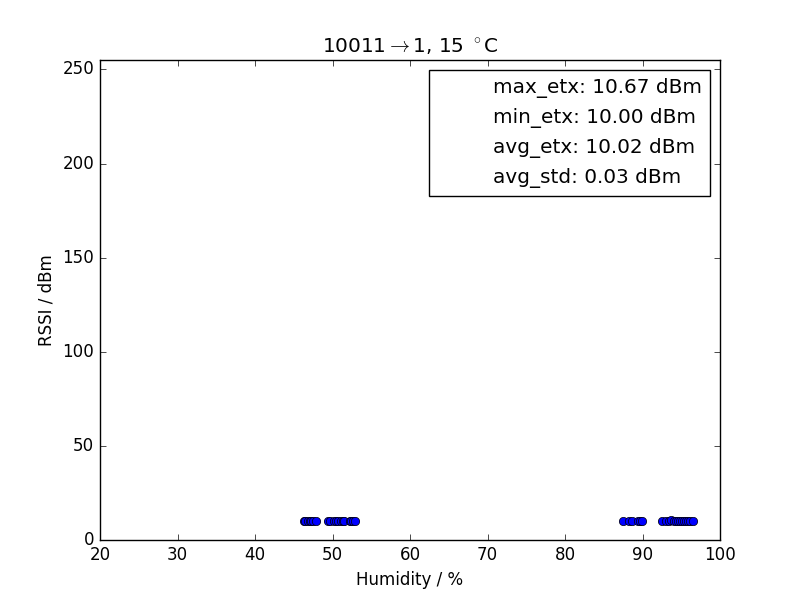 10011→1, 15 °C
max_etx: 10.67 dBm
min_etx: 10.00 dBm
avg_etx: 10.02 dBm
avg_std: 0.03 dBm
RSSI / dBm
250
200
150
100
50
0
20 30 40 50 60 70 80 90 100
Humidity / %